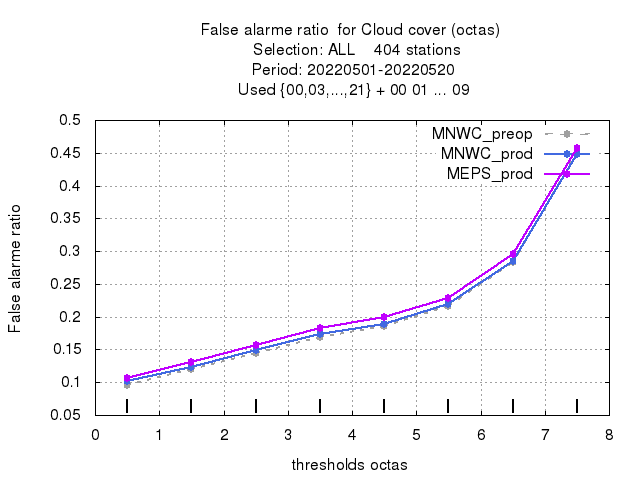 False alarme ratio  for Cloud cover (octas)
Selection: ALL    404 stations
Period: 20220501-20220520
Used {00,03,...,21} + 00 01 ... 09
MNWC_preop
MNWC_prod
MEPS_prod
False alarme ratio
0.5
0.45
0.4
0.35
0.3
0.25
0.2
0.15
0.1
0.05
0 1 2 3 4 5 6 7 8
thresholds octas